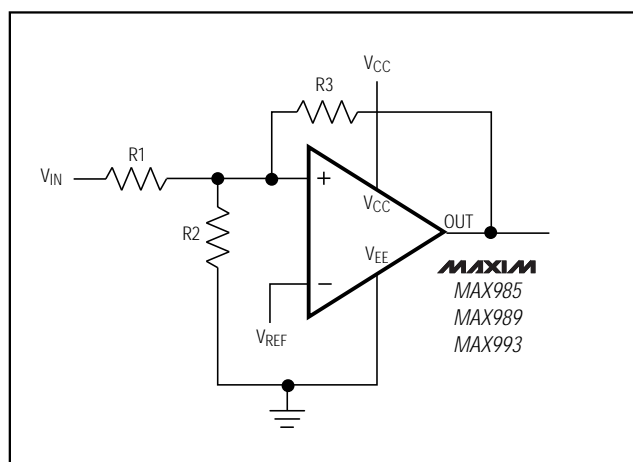 VCC
R3
R1
VIN
+
VCC
OUT
R2
VEE
MAXIM
−
MAX985
VREF
MAX989
MAX993